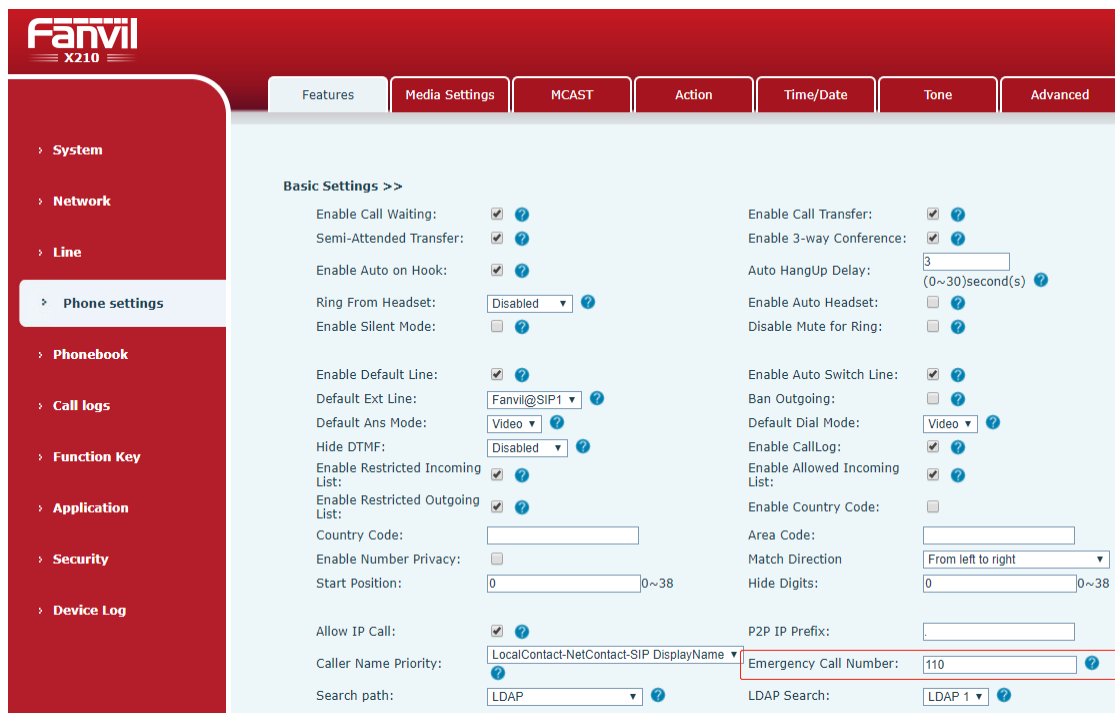 Fanvil
X210
Features Media Settings MCAST Action Time/Date Tone Advanced
› System
› Network
› Line
› Phone settings
› Phonebook
› Call logs
› Function Key
› Application
› Security
› Device Log
Basic Settings >>
Enable Call Waiting: ? Enable Call Transfer: ?
Semi-Attended Transfer: ? Enable 3-way Conference: ?
Enable Auto on Hook: ? Auto HangUp Delay: 3
(0~30)second(s) ?
Ring From Headset: Disabled ? Enable Auto Headset: ?
Enable Silent Mode: ? Disable Mute for Ring: ?
Enable Default Line: ? Enable Auto Switch Line: ?
Default Ext Line: Fanvil@SIP1 ? Ban Outgoing: ?
Default Ans Mode: Video ? Default Dial Mode: Video ?
Hide DTMF: Disabled ? Enable CallLog: ?
Enable Restricted Incoming
List: ? Enable Allowed Incoming
List: ?
Enable Restricted Outgoing
List: ? Enable Country Code:
Country Code: Area Code:
Enable Number Privacy: Match Direction From left to right
Start Position: 0 0~38 Hide Digits: 0 0~38
Allow IP Call: ? P2P IP Prefix: .
Caller Name Priority: LocalContact-NetContact-SIP DisplayName ? Emergency Call Number: 110 ?
Search path: LDAP ? LDAP Search: LDAP 1 ?